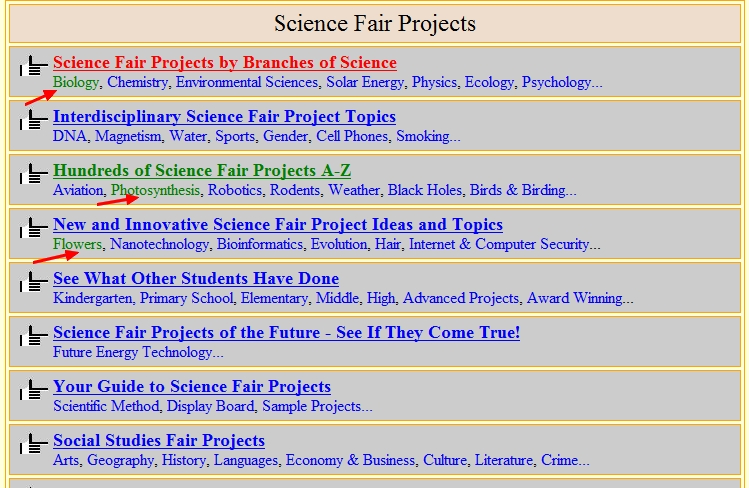 Science Fair Projects
Science Fair Projects by Branches of Science
Biology, Chemistry, Environmental Sciences, Solar Energy, Physics, Ecology, Psychology...
Interdisciplinary Science Fair Project Topics
DNA, Magnetism, Water, Sports, Gender, Cell Phones, Smoking...
Hundreds of Science Fair Projects A-Z
Aviation, Photosynthesis, Robotics, Rodents, Weather, Black Holes, Birds & Birding...
New and Innovative Science Fair Project Ideas and Topics
Flowers, Nanotechnology, Bioinformatics, Evolution, Hair, Internet & Computer Security...
See What Other Students Have Done
Kindergarten, Primary School, Elementary, Middle, High, Advanced Projects, Award Winning...
Science Fair Projects of the Future - See If They Come True!
Future Energy Technology...
Your Guide to Science Fair Projects
Scientific Method, Display Board, Sample Projects...
Social Studies Fair Projects
Arts, Geography, History, Languages, Economy & Business, Culture, Literature, Crime...